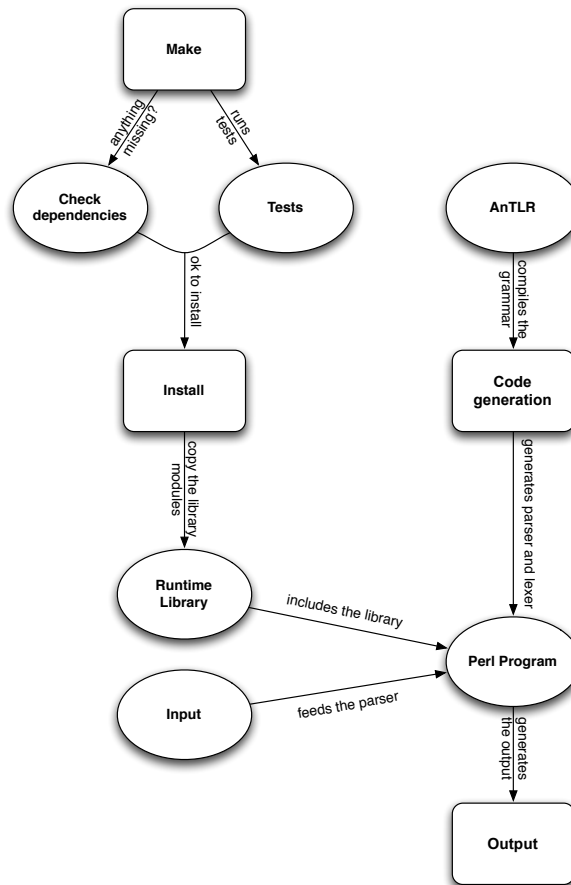 Make
anything
missing?
runs
tests
Check
dependencies
Tests
AnTLR
ok to install
compiles the
grammar
Install
Code
generation
copy the library
modules
generates parser and lexer
Runtime
Library
includes the library
Perl Program
Input
feeds the parser
generates
the output
Output